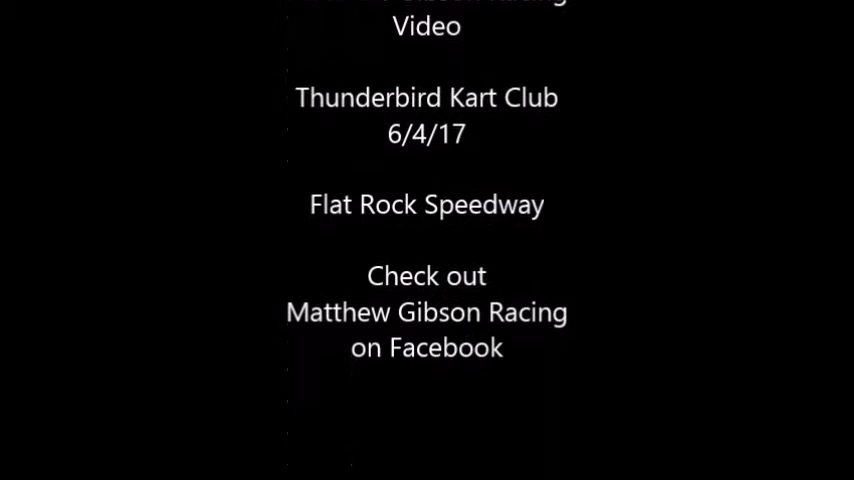 Video
Thunderbird Kart Club
6/4/17
Flat Rock Speedway
Check out
Matthew Gibson Racing
on Facebook